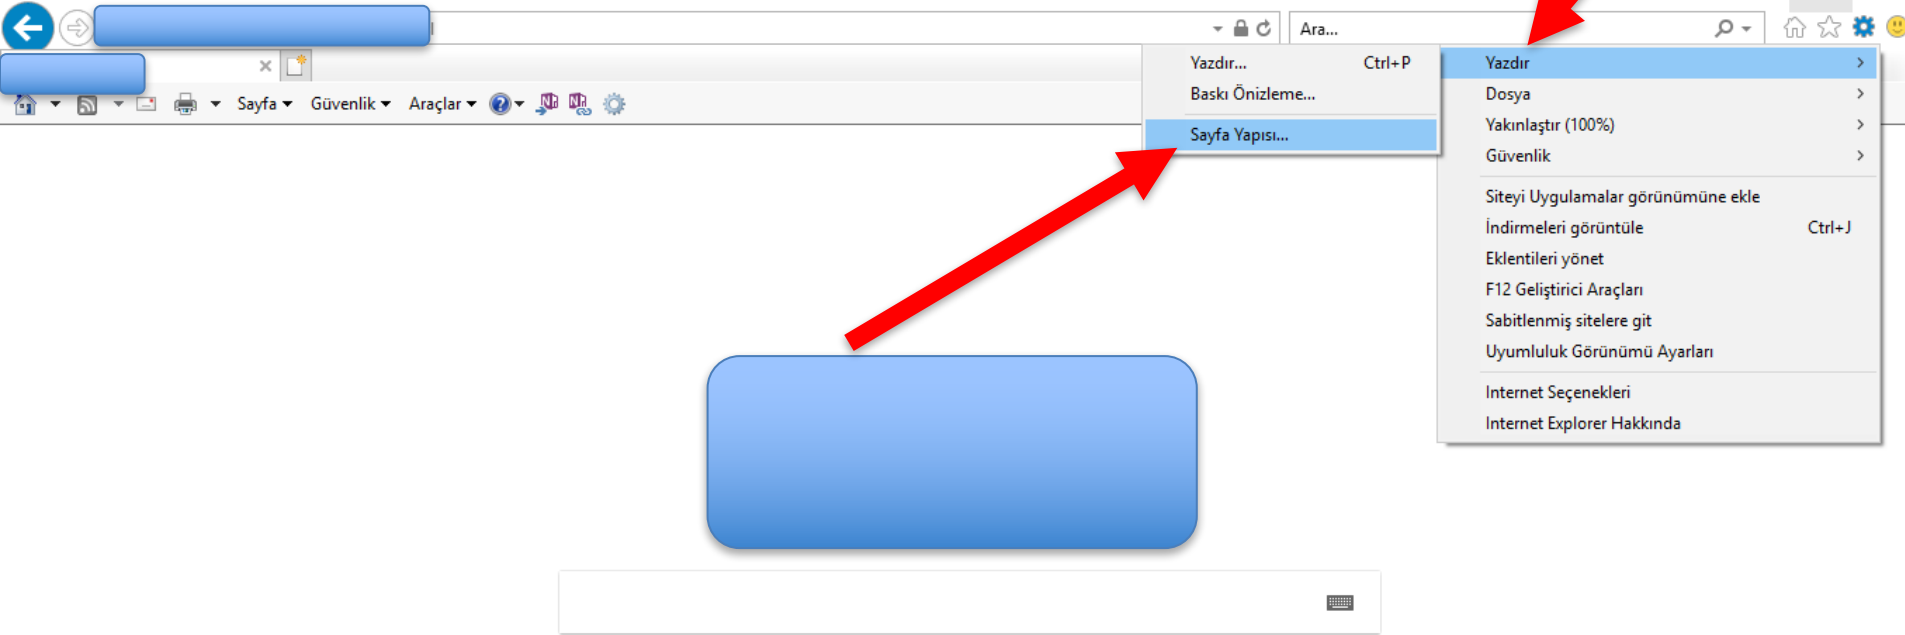 Ara...
Sayfa Güvenlik Araçlar
Yazdır... Ctrl+P
Baskı Önizleme...
Sayfa Yapısı...
Yazdır
Dosya
Yakınlaştır (100%)
Güvenlik
Siteyi Uygulamalar görünümüne ekle
İndirmeleri görüntüle Ctrl+J
Eklentileri yönet
F12 Geliştirici Araçları
Sabitlenmiş sitelere git
Uyumluluk Görünümü Ayarları
Internet Seçenekleri
Internet Explorer Hakkında